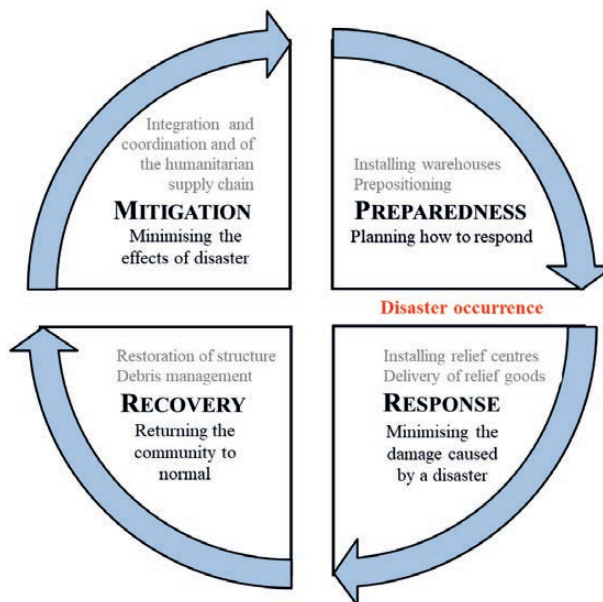 Integration and
coordination and of
the humanitarian
supply chain
MITIGATION
Minimising the
effects of disaster
Installing warehouses
Prepositioning
PREPAREDNESS
Planning how to respond
Disaster occurrence
Restoration of structure
Debris management
RECOVERY
Returning the
community to
normal
Installing relief centres
Delivery of relief goods
RESPONSE
Minimising the
damage caused
by a disaster